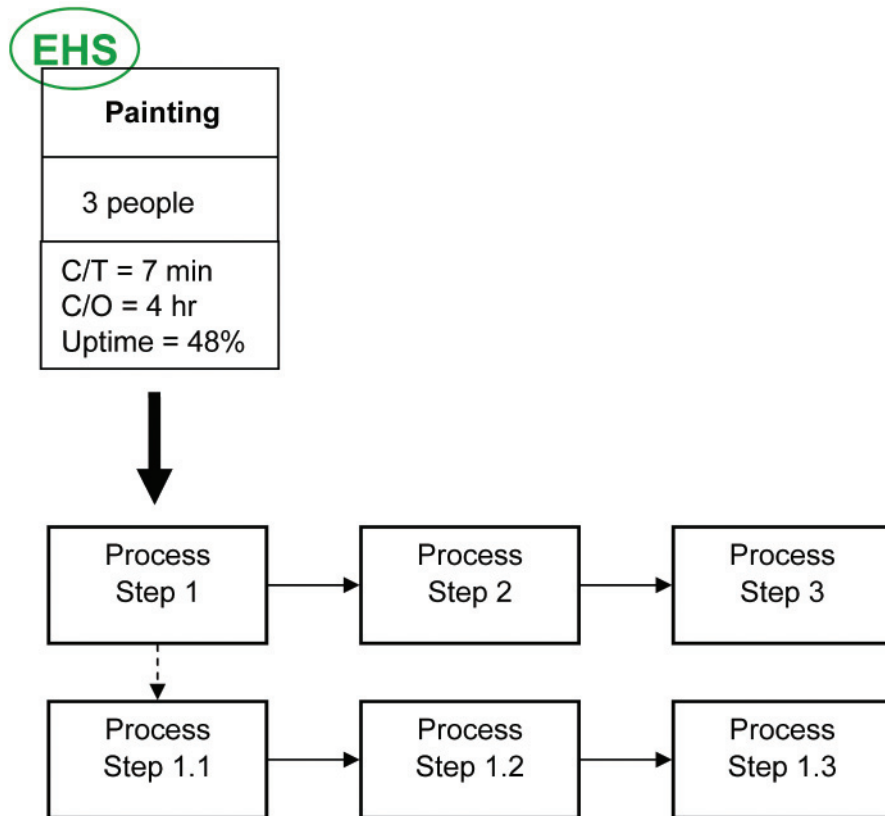 EHS
Painting
3 people
C/T = 7 min
C/O = 4 hr
Uptime = 48%
Process
Step 1
Process
Step 2
Process
Step 3
Process
Step 1.1
Process
Step 1.2
Process
Step 1.3